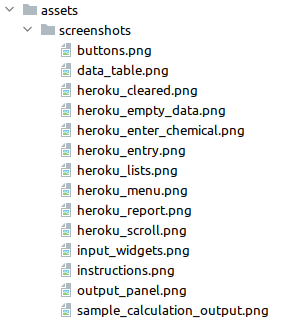 assets
screenshots
buttons.png
data_table.png
heroku_cleared.png
heroku_empty_data.png
heroku_enter_chemical.png
heroku_entry.png
heroku_lists.png
heroku_menu.png
heroku_report.png
heroku_scroll.png
input_widgets.png
instructions.png
output_panel.png
sample_calculation_output.png